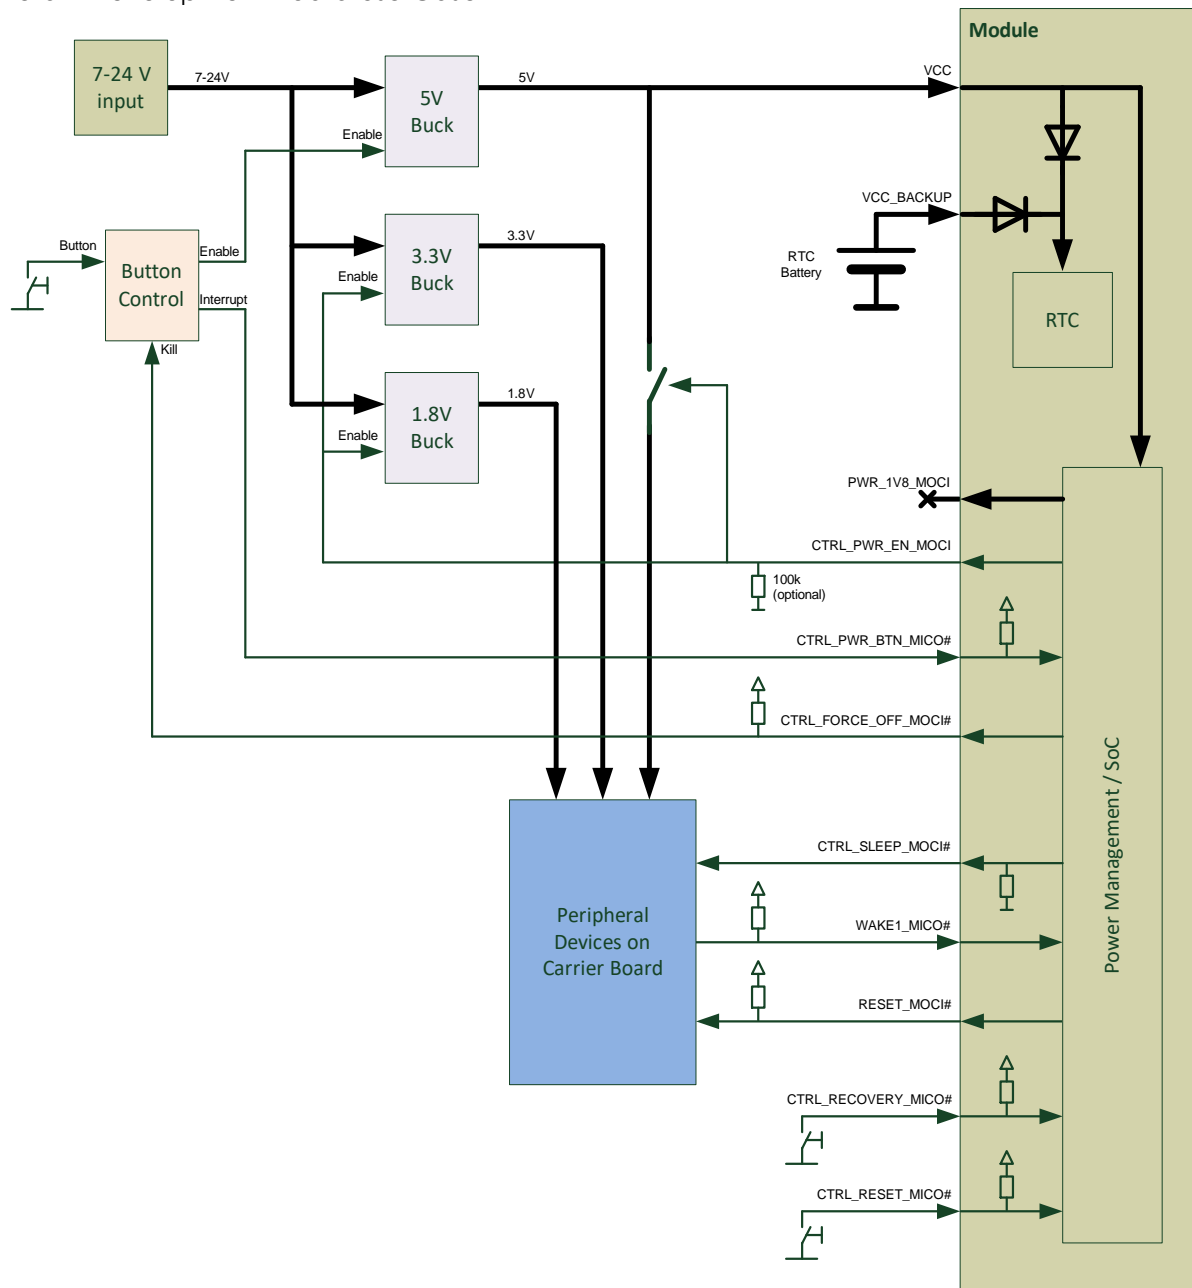 Module
7-24 V
input
7-24V
5V
Buck
5V
VCC
Enable
VCC_BACKUP
RTC
Battery
RTC
Button
Button
Control
Enable
Interrupt
Kill
3.3V
Buck
3.3V
Enable
1.8V
Buck
1.8V
Enable
PWR_1V8_MOCI
CTRL_PWR_EN_MOCI
100k
(optional)
CTRL_PWR_BTN_MICO#
CTRL_FORCE_OFF_MOCI#
Power Management / SoC
Peripheral
Devices on
Carrier Board
CTRL_SLEEP_MOCI#
WAKE1_MICO#
RESET_MOCI#
CTRL_RECOVERY_MICO#
CTRL_RESET_MICO#